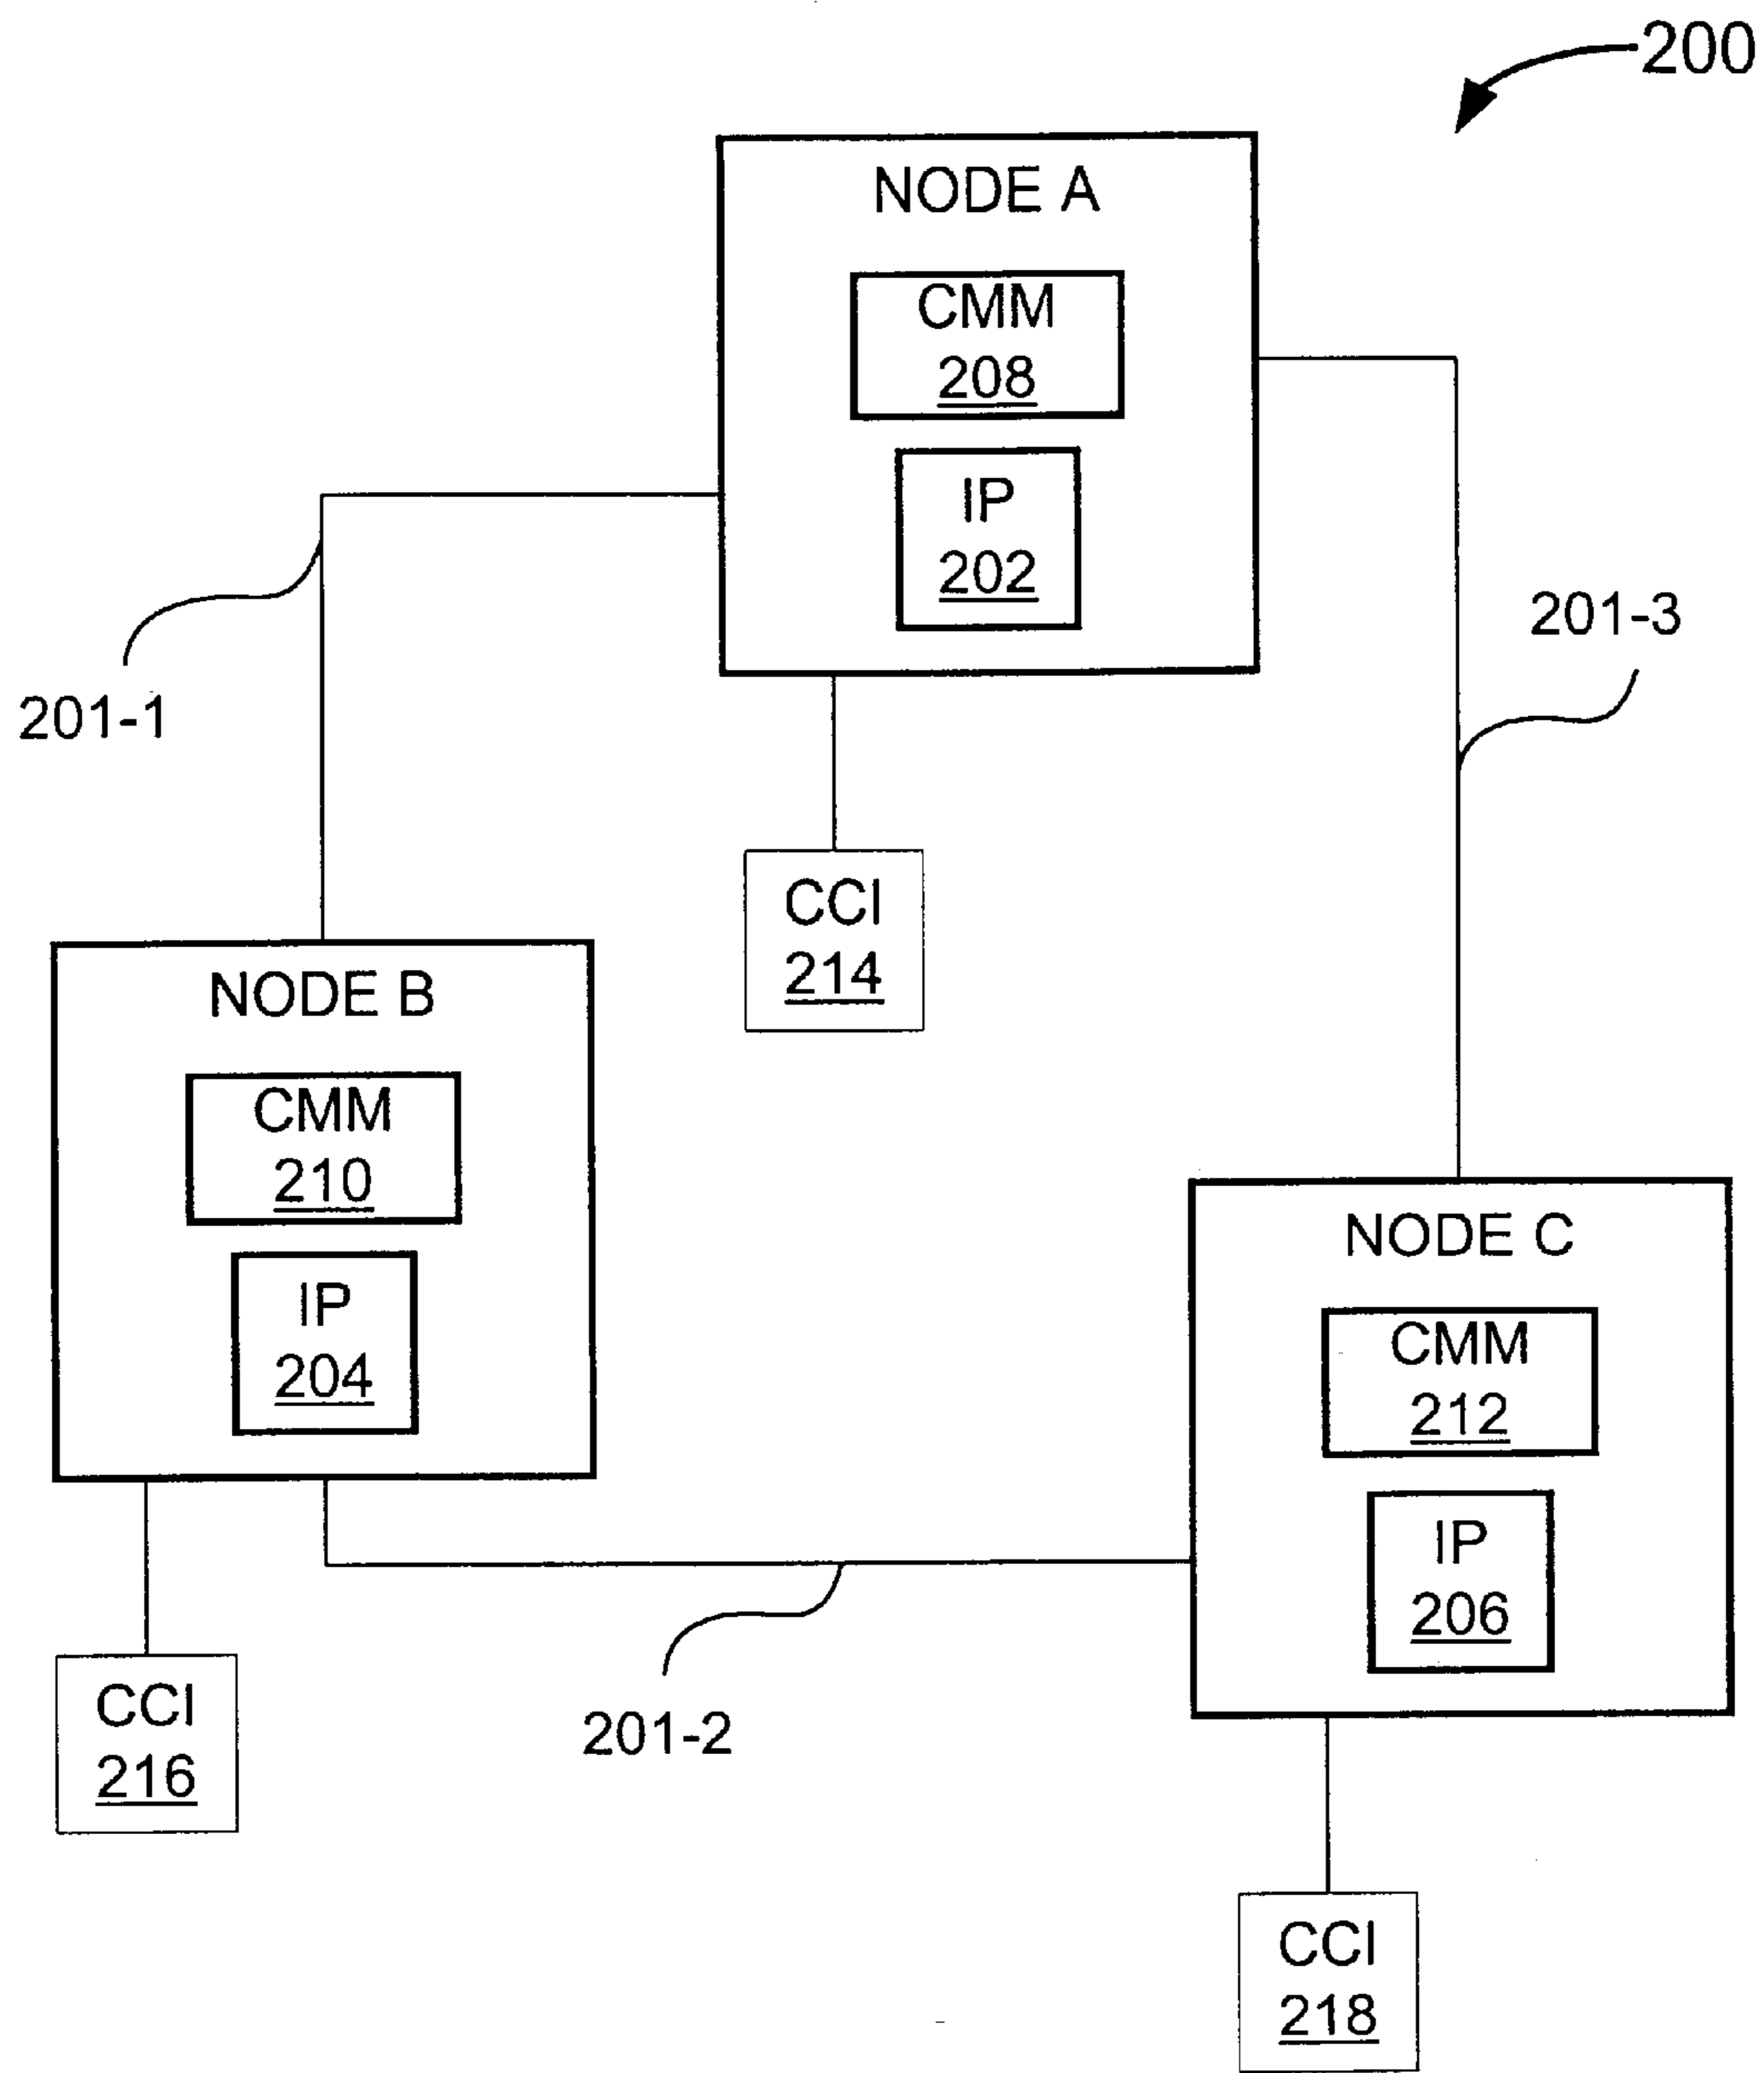 200
NODE A
CMM
208
IP
202
201-1
201-3
CCI
214
NODE B
CMM
210
IP
204
NODE C
CMM
212
IP
206
CCI
216
201-2
CCI
218